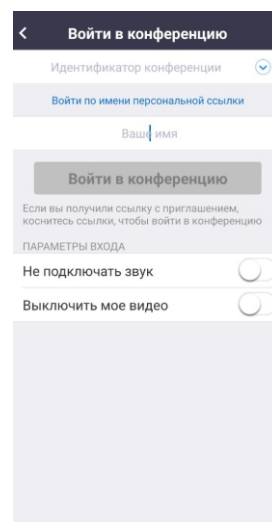 Войти в конференцию
Идентификатор конференции
Войти по имени персональной ссылки
Ваше имя
Войти в конференцию
Если вы получили ссылку с приглашением,
коснитесь ссылки, чтобы войти в конференцию
ПАРАМЕТРЫ ВХОДА
Не подключать звук
Выключить мое видео